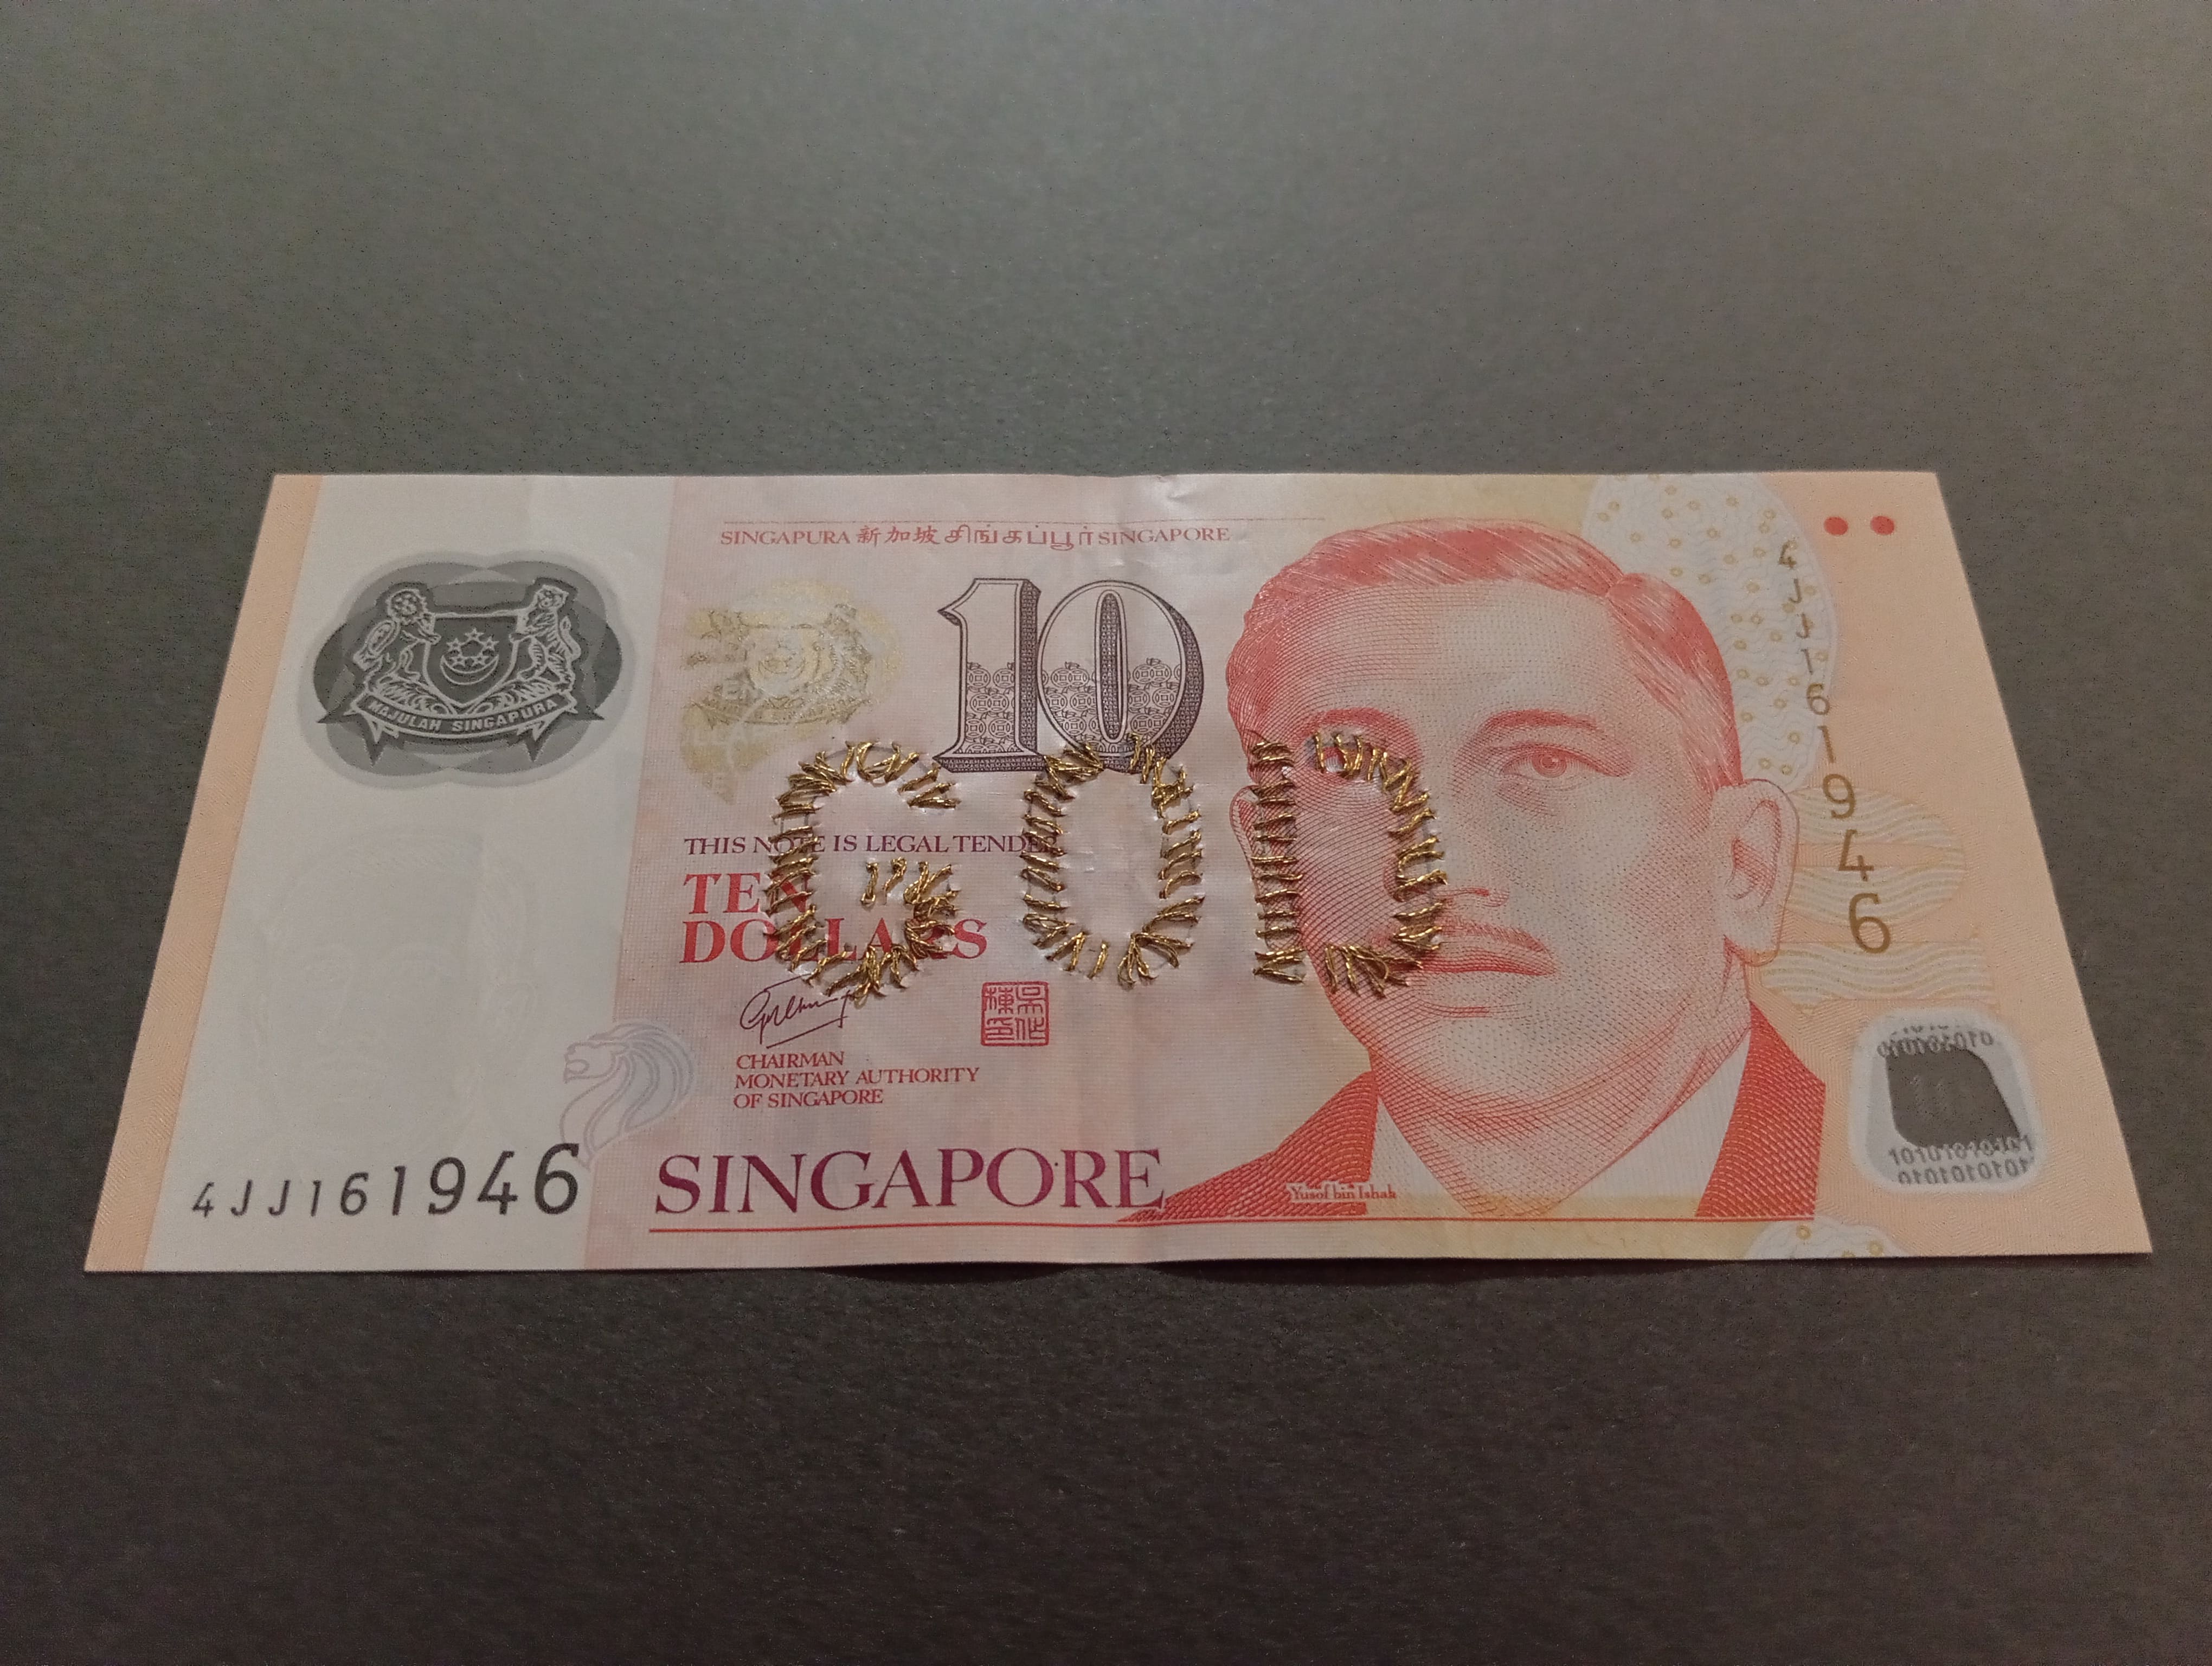 SINGAPURA 新加坡 சிங்கப்பூர் SINGAPORE
10
MAJULAH SINGAPURA
GOD
THIS NOTE IS LEGAL TENDER
TEN
DOLLARS
CHAIRMAN
MONETARY AUTHORITY
OF SINGAPORE
SINGAPORE
Yusof bin Ishak
4JJ161946
4JJ161946